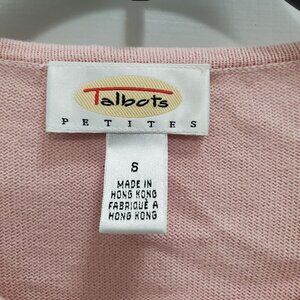 Talbots
PETITES
S
MADE IN
HONG KONG
FABRIQUÉ A
HONG KONG